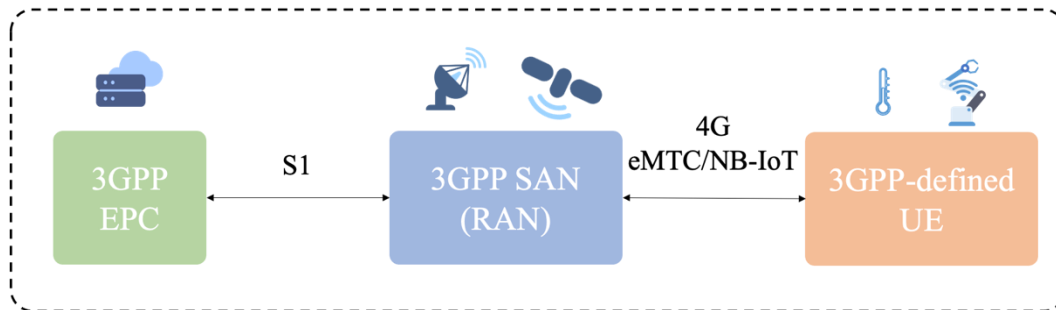 3GPP
EPC
S1
3GPP SAN
(RAN)
4G
eMTC/NB-IoT
3GPP-defined
UE